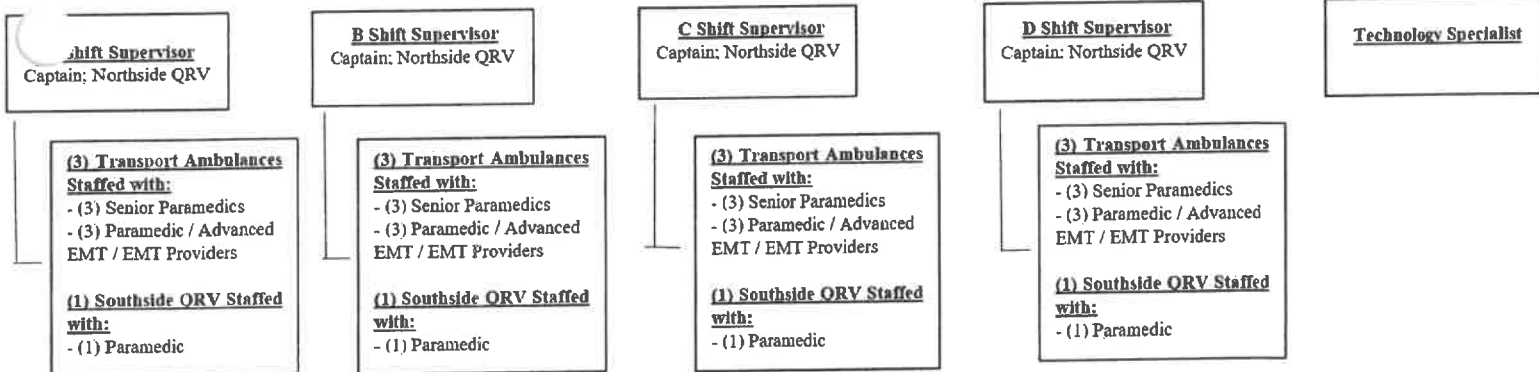 Shift Supervisor
Captain; Northside QRV
B Shift Supervisor
Captain; Northside QRV
C Shift Supervisor
Captain; Northside QRV
D Shift Supervisor
Captain; Northside QRV
Technology Specialist
(3) Transport Ambulances
Staffed with:
- (3) Senior Paramedics
- (3) Paramedic / Advanced
EMT / EMT Providers
(1) Southside QRV Staffed
with:
- (1) Paramedic
(3) Transport Ambulances
Staffed with:
- (3) Senior Paramedics
- (3) Paramedic / Advanced
EMT / EMT Providers
(1) Southside QRV Staffed
with:
- (1) Paramedic
(3) Transport Ambulances
Staffed with:
- (3) Senior Paramedics
- (3) Paramedic / Advanced
EMT / EMT Providers
(1) Southside QRV Staffed
with:
- (1) Paramedic
(3) Transport Ambulances
Staffed with:
- (3) Senior Paramedics
- (3) Paramedic / Advanced
EMT / EMT Providers
(1) Southside QRV Staffed
with:
- (1) Paramedic